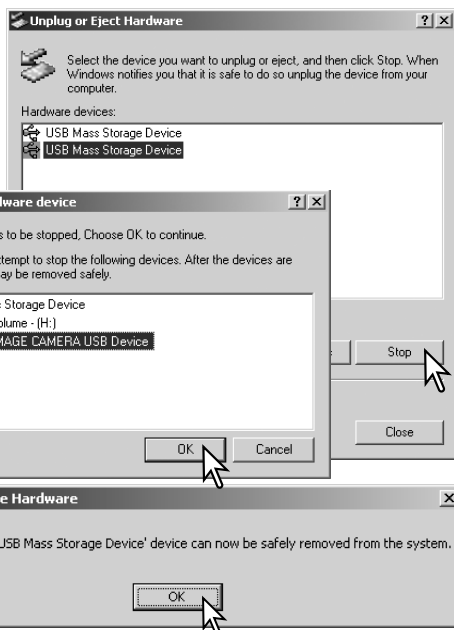 Unplug or Eject Hardware
Select the device you want to unplug or eject, and then click Stop. When
Windows notifies you that it is safe to do so unplug the device from your
computer.
Hardware devices:
USB Mass Storage Device
USB Mass Storage Device
Stop
Close
device
s to be stopped, Choose OK to continue.
tempt to stop the following devices. After the devices are
ay be removed safely.
Storage Device
olume - (H:)
MAGE CAMERA USB Device
OK
Cancel
e Hardware
USB Mass Storage Device' device can now be safely removed from the system.
OK